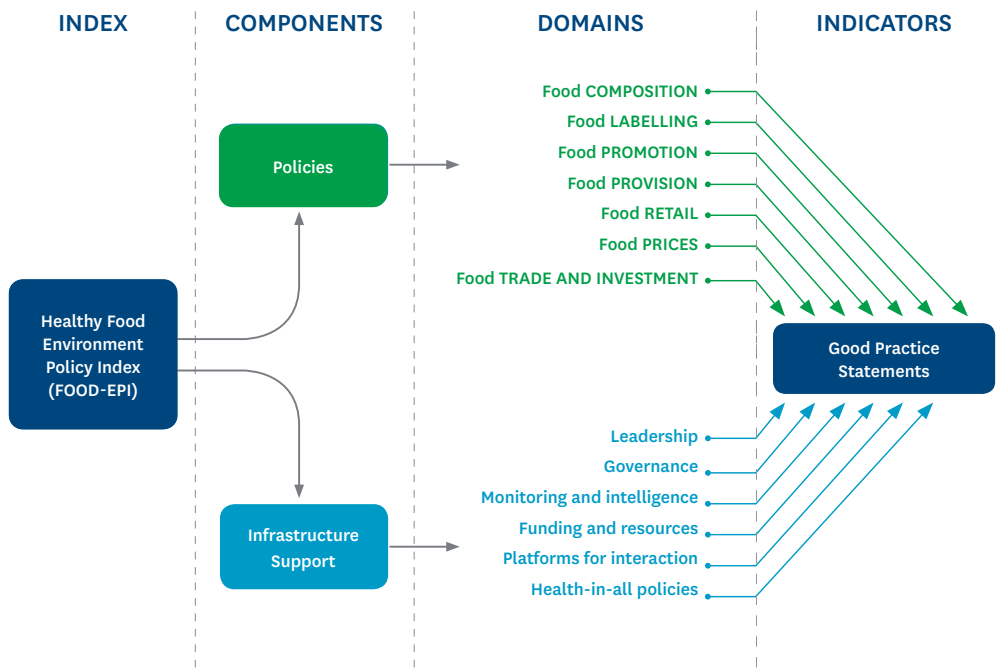 INDEX
COMPONENTS
DOMAINS
INDICATORS
Healthy Food
Environment
Policy Index
(FOOD-EPI)
Policies
Infrastructure
Support
Food COMPOSITION
Food LABELLING
Food PROMOTION
Food PROVISION
Food RETAIL
Food PRICES
Food TRADE AND INVESTMENT
Leadership
Governance
Monitoring and intelligence
Funding and resources
Platforms for interaction
Health-in-all policies
Good Practice
Statements